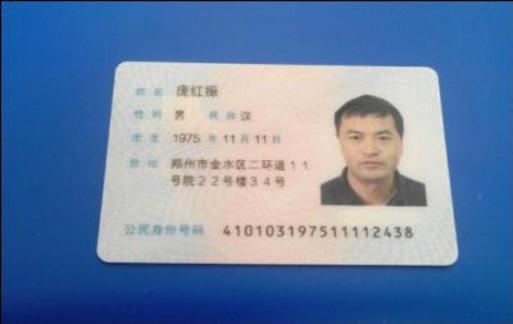 姓名 庞红振
性别 男 民族 汉
出生 1975 年 11 月 11 日
住址 郑州市金水区二环道11
号院22号楼34号
公民身份号码 410103197511112438